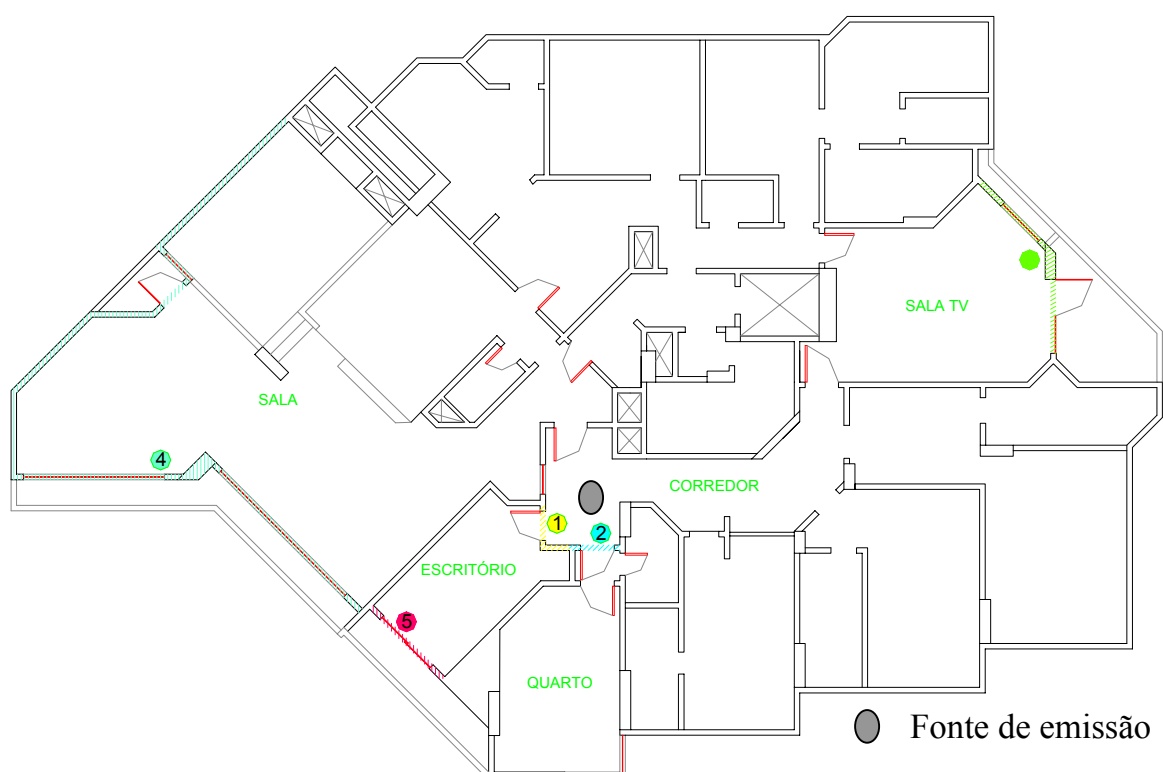 SALA TV
SALA
4
CORREDOR
1
2
ESCRITÓRIO
5
QUARTO
Fonte de emissão